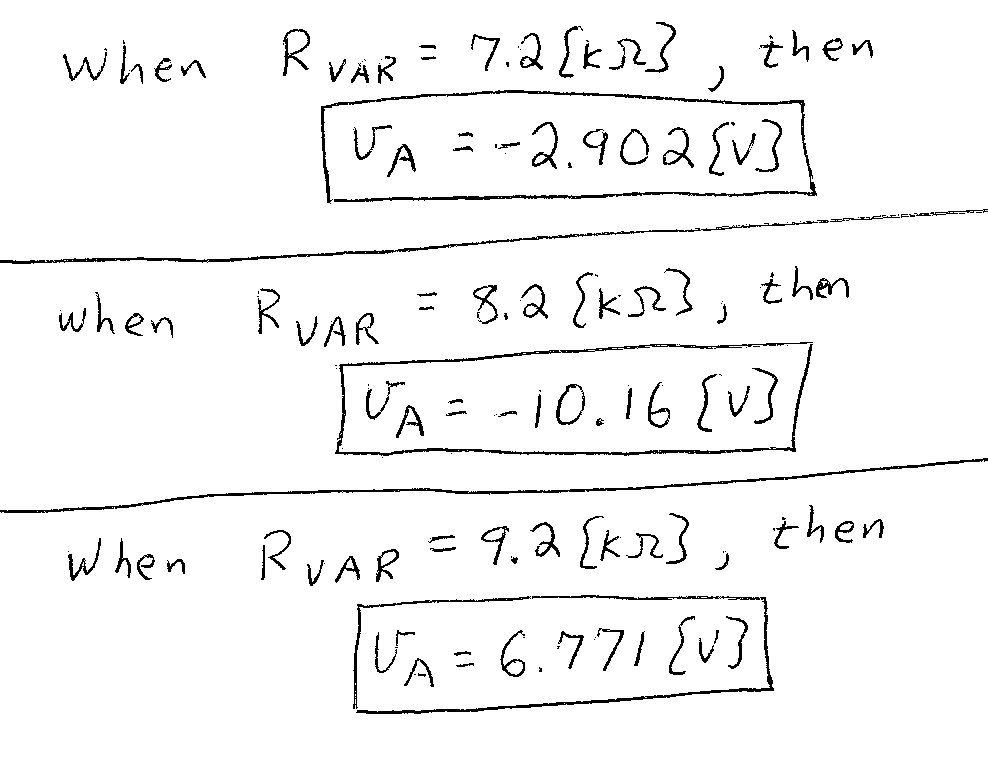 When R_VAR = 7.2 {kΩ}, then
v_A = -2.902 {V}
when R_VAR = 8.2 {kΩ}, then
v_A = -10.16 {V}
When R_VAR = 9.2 {kΩ}, then
v_A = 6.771 {V}